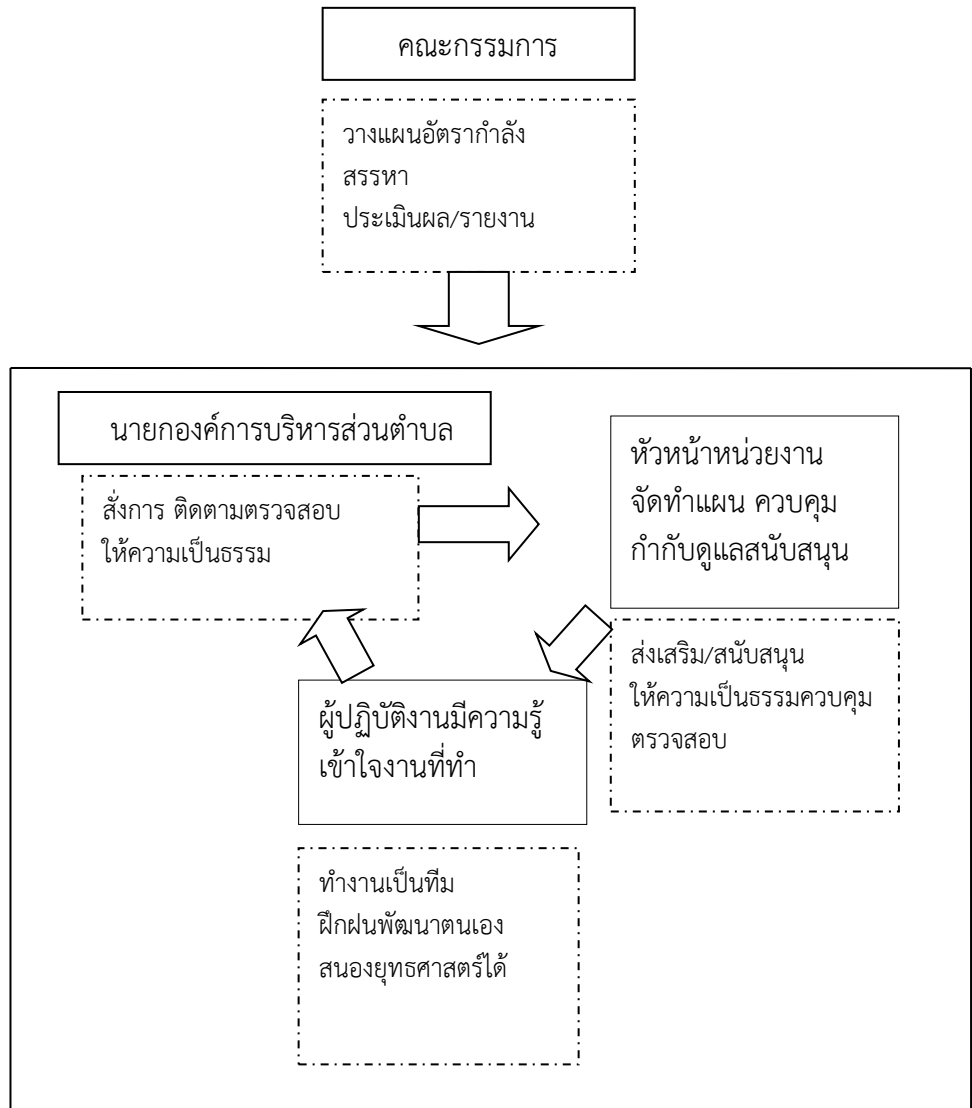 คณะกรรมการ
วางแผนอัตรากำลัง
สรรหา
ประเมินผล/รายงาน
นายกองค์การบริหารส่วนตำบล
สั่งการ ติดตามตรวจสอบ
ให้ความเป็นธรรม
หัวหน้าหน่วยงาน
จัดทำแผน ควบคุม
กำกับดูแลสนับสนุน
ส่งเสริม/สนับสนุน
ให้ความเป็นธรรมควบคุม
ตรวจสอบ
ผู้ปฏิบัติงานมีความรู้
เข้าใจงานที่ทำ
ทำงานเป็นทีม
ฝึกฝนพัฒนาตนเอง
สนองยุทธศาสตร์ได้